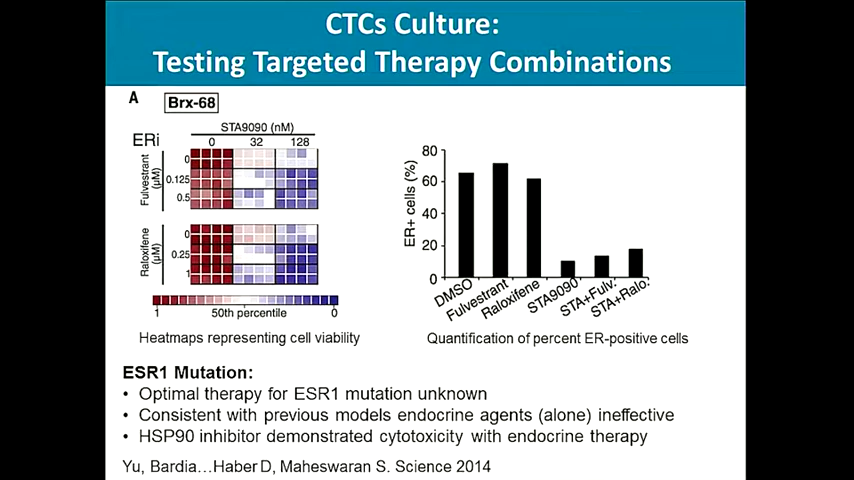 CTCs Culture:
Testing Targeted Therapy Combinations
A
Brx-68
STA9090 (nM)
ERi
0 32 128
Fulvestrant (µM)
0
0.125
0.5
Raloxifene (µM)
0
0.25
1
1 50th percentile 0
Heatmaps representing cell viability
ER+ cells (%)
80
60
40
20
0
DMSO
Fulvestrant
Raloxifene
STA9090
STA+Fulv.
STA+Ralo.
Quantification of percent ER-positive cells
ESR1 Mutation:
• Optimal therapy for ESR1 mutation unknown
• Consistent with previous models endocrine agents (alone) ineffective
• HSP90 inhibitor demonstrated cytotoxicity with endocrine therapy
Yu, Bardia…Haber D, Maheswaran S. Science 2014